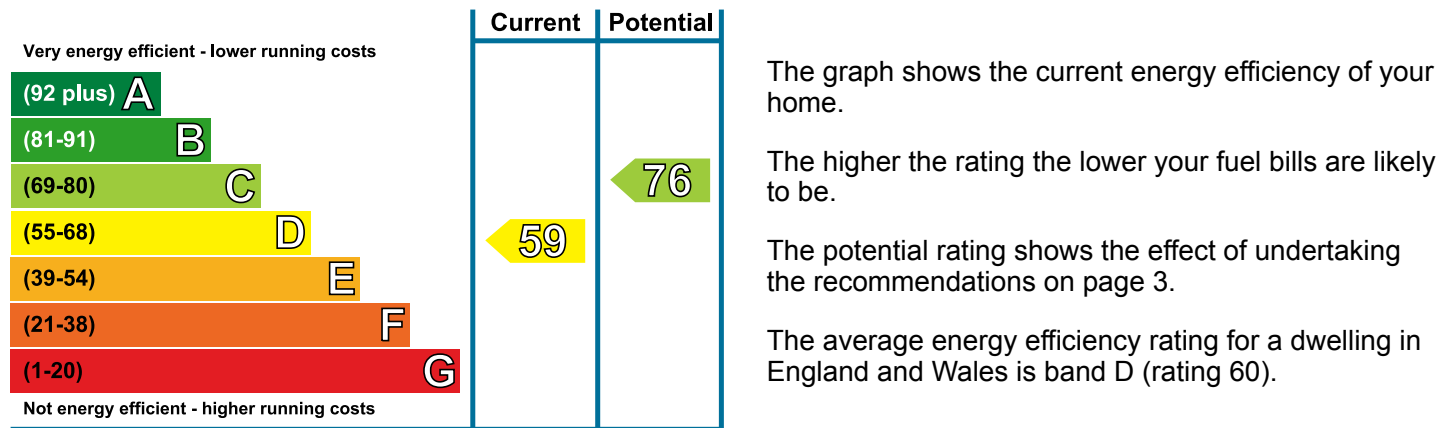 Current Potential
Very energy efficient - lower running costs
(92 plus) A
(81-91) B
(69-80) C
76
(55-68) D
59
(39-54) E
(21-38) F
(1-20) G
Not energy efficient - higher running costs
The graph shows the current energy efficiency of your
home.
The higher the rating the lower your fuel bills are likely
to be.
The potential rating shows the effect of undertaking
the recommendations on page 3.
The average energy efficiency rating for a dwelling in
England and Wales is band D (rating 60).